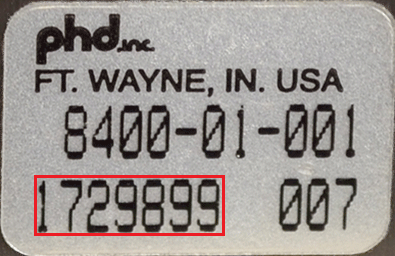 phd, inc.
FT. WAYNE, IN. USA
8400-01-001
1729899 007